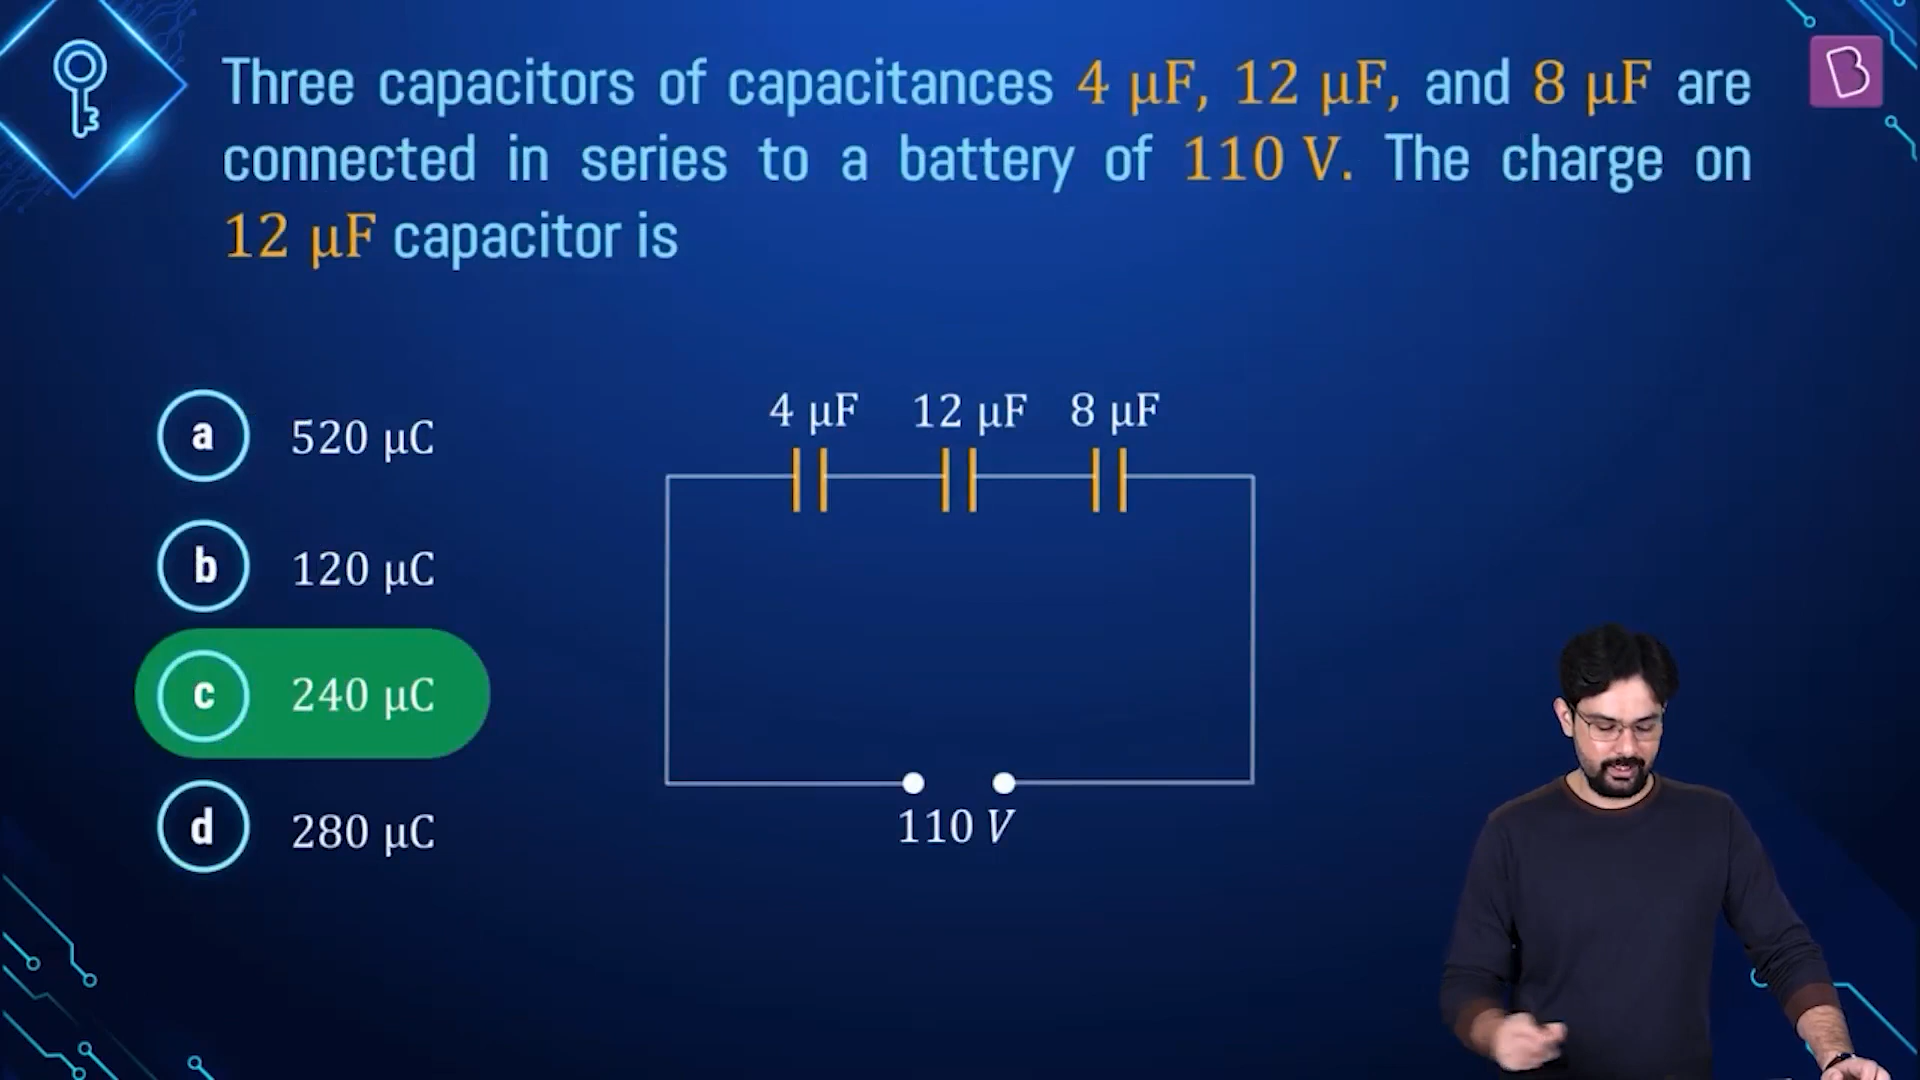 Three capacitors of capacitances 4 μF, 12 μF, and 8 μF are
connected in series to a battery of 110 V. The charge on
12 μF capacitor is
4 μF 12 μF 8 μF
a 520 μC
b 120 μC
c 240 μC
d 280 μC
110 V
B